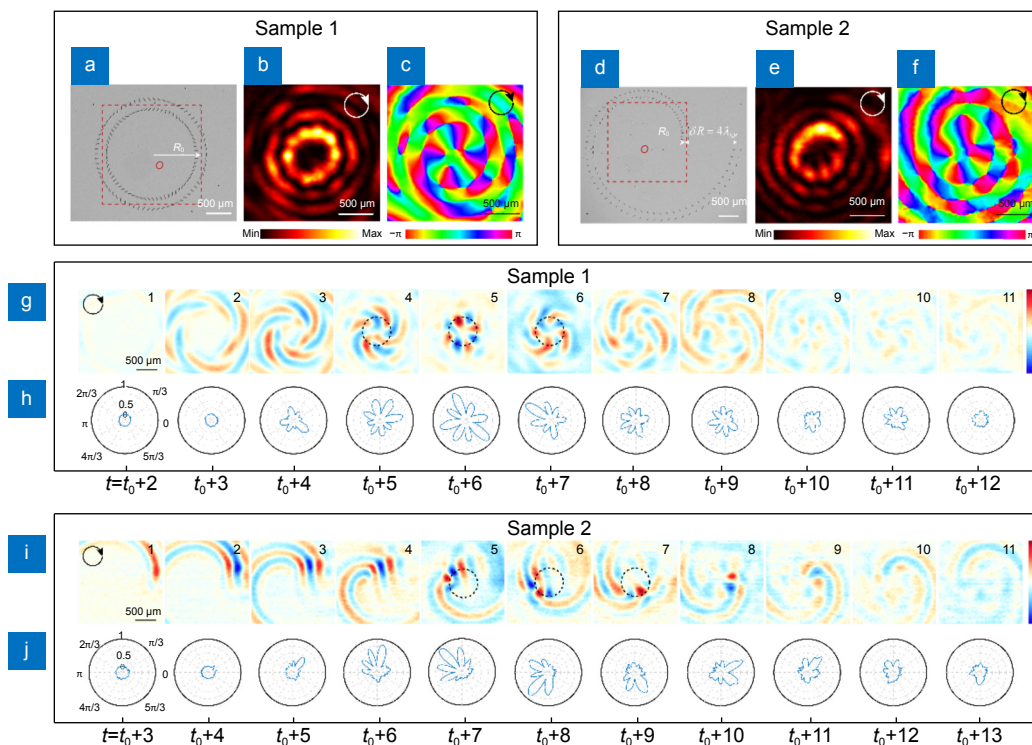 Sample 1
a
b
c
R₀
O
500 μm
500 μm
500 μm
Min
Max
−π
π
Sample 2
d
e
f
R₀
δR = 4λ
O
500 μm
500 μm
500 μm
Min
Max
−π
π
Sample 1
g
1 2 3 4 5 6 7 8 9 10 11
500 μm
h
2π/3
1
π/3
0.5
0
π
0
4π/3
5π/3
t=t₀+2 t₀+3 t₀+4 t₀+5 t₀+6 t₀+7 t₀+8 t₀+9 t₀+10 t₀+11 t₀+12
Sample 2
i
1 2 3 4 5 6 7 8 9 10 11
500 μm
j
2π/3
1
π/3
0.5
0
π
0
4π/3
5π/3
t=t₀+3 t₀+4 t₀+5 t₀+6 t₀+7 t₀+8 t₀+9 t₀+10 t₀+11 t₀+12 t₀+13